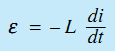 ε = – L di/dt